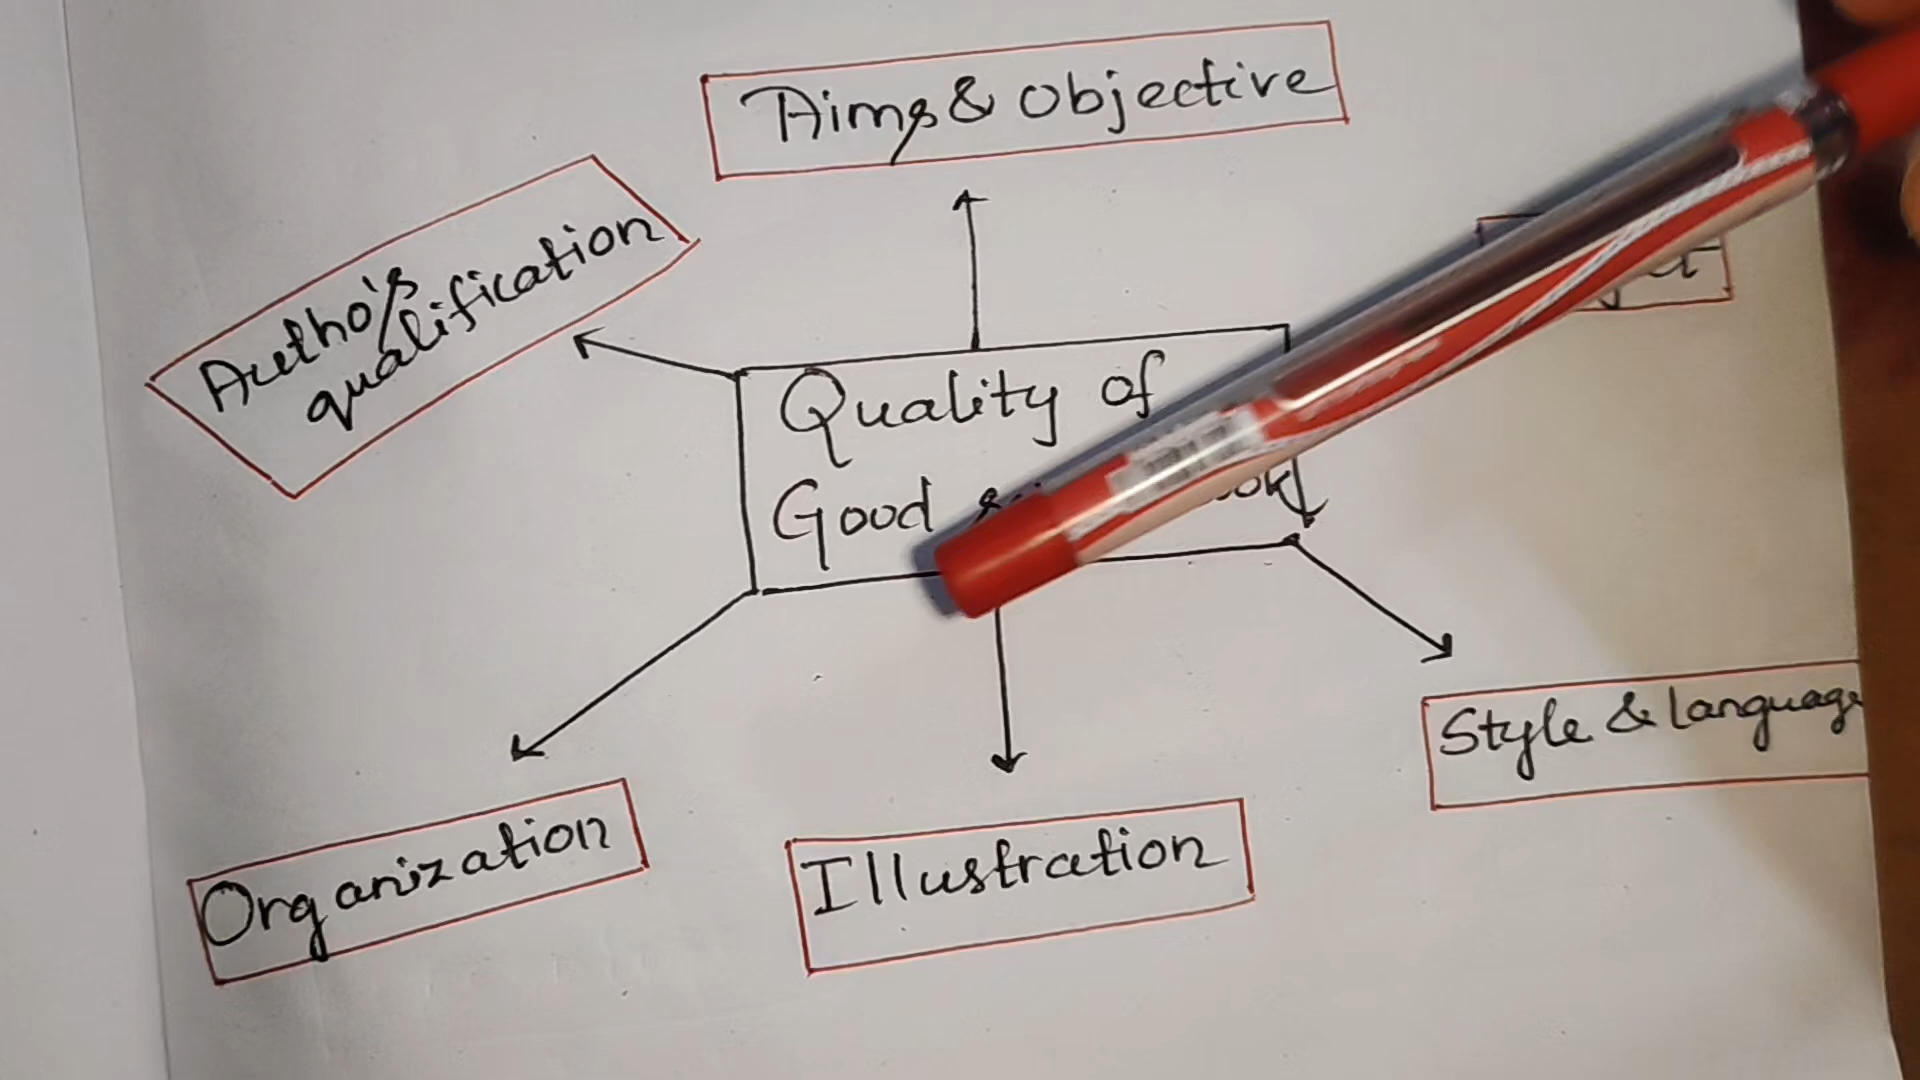 Aims & objective
Autho's
qualification
Quality of
Good
Style & language
Organization
Illustration